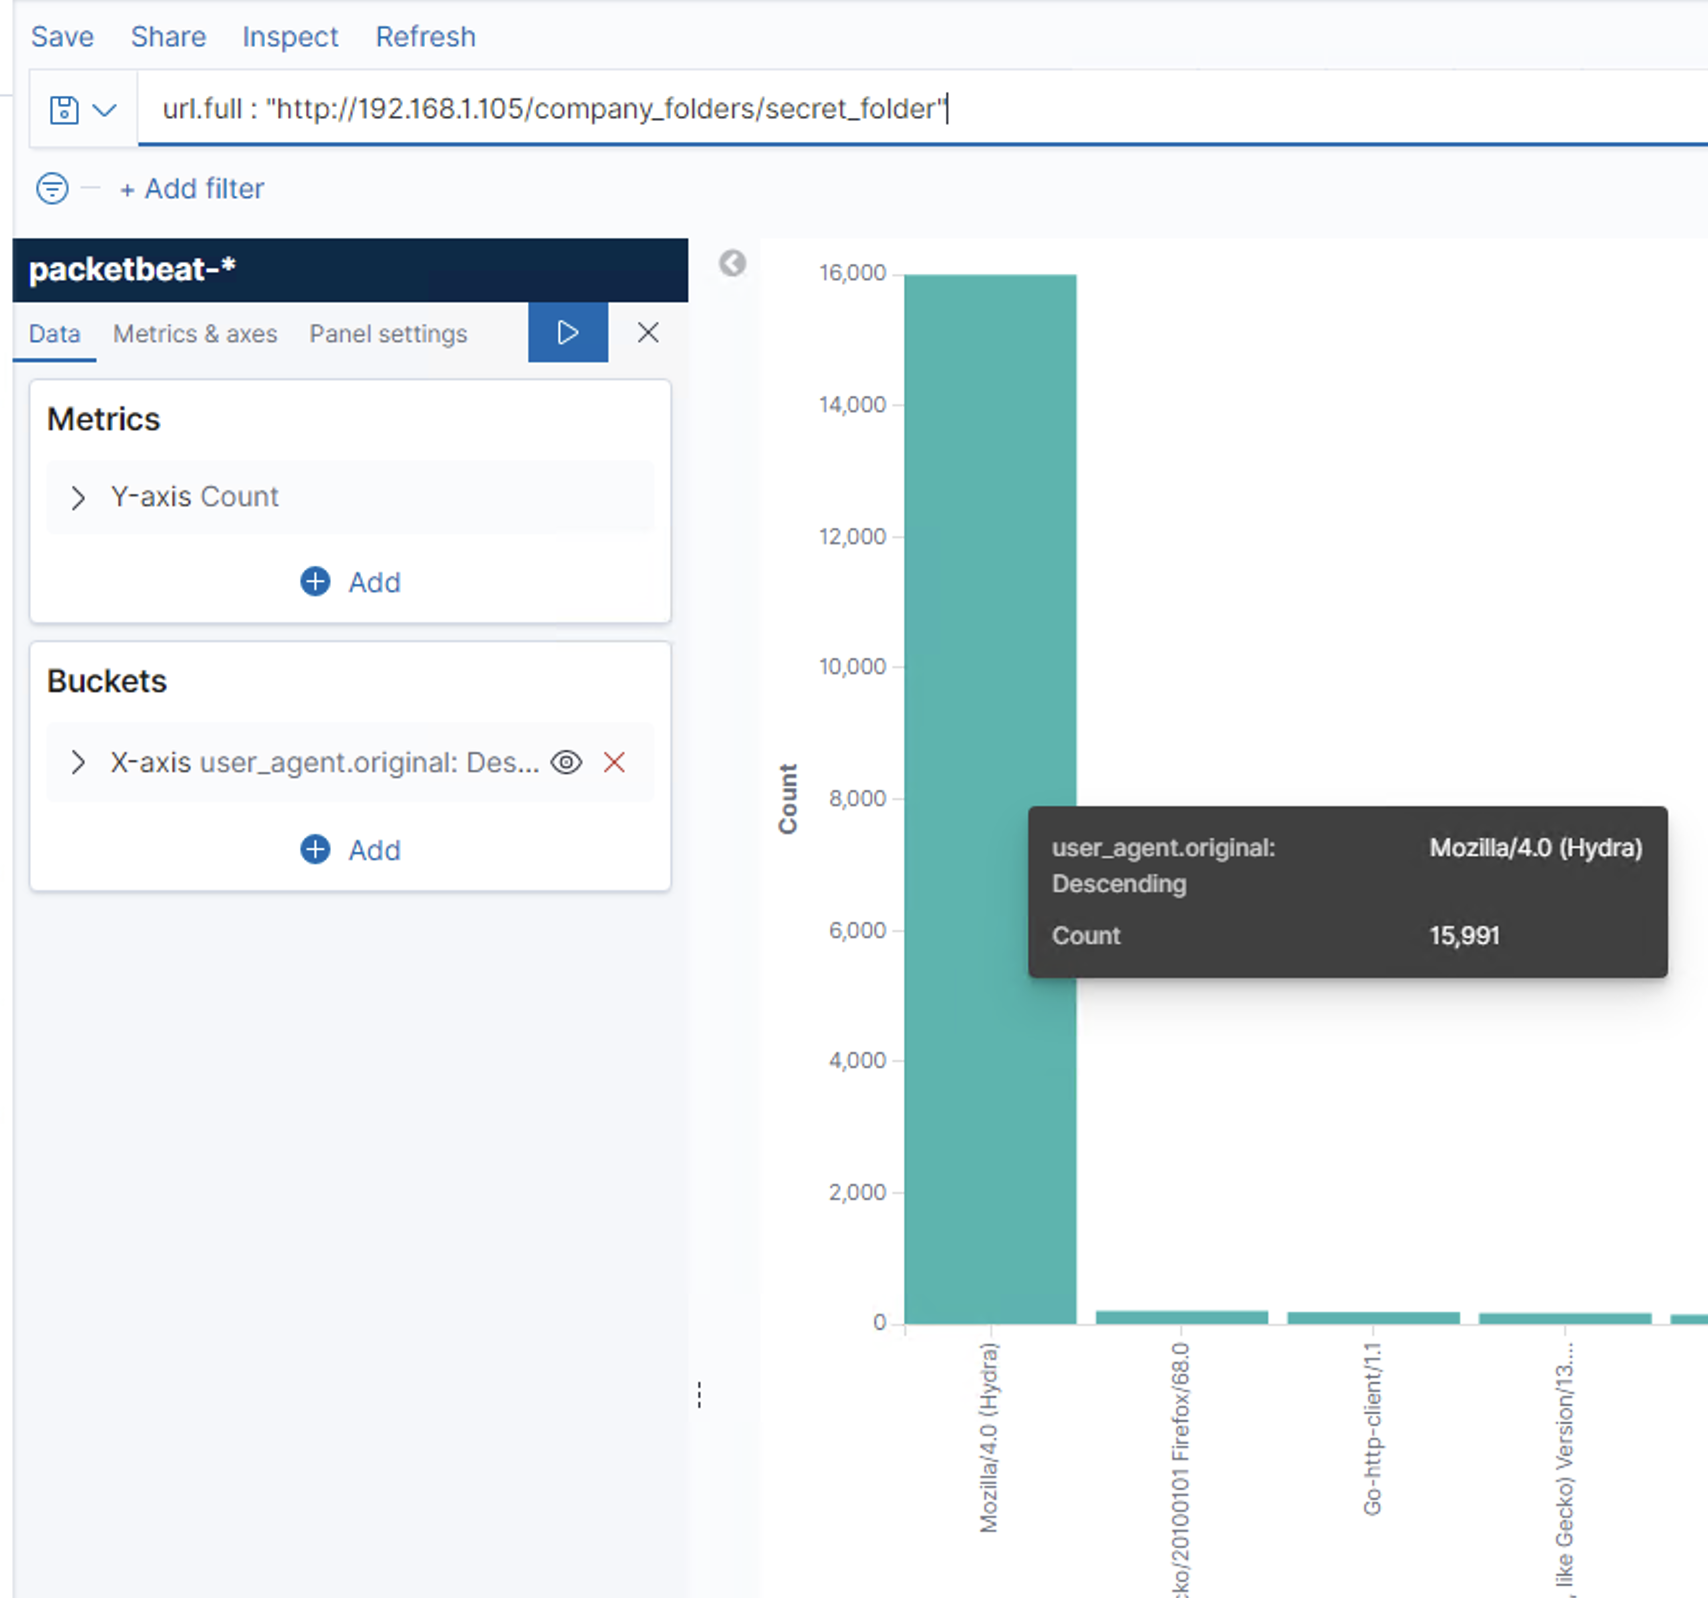 Save Share Inspect Refresh
url.full : "http://192.168.1.105/company_folders/secret_folder"
+ Add filter
packetbeat-*
Data Metrics & axes Panel settings
Metrics
Y-axis Count
Add
Buckets
X-axis user_agent.original: Des...
Add
Count
16,000
14,000
12,000
10,000
8,000
6,000
4,000
2,000
0
user_agent.original: Mozilla/4.0 (Hydra)
Descending
Count 15,991
Mozilla/4.0 (Hydra)
cko/20100101 Firefox/68.0
Go-http-client/1.1
, like Gecko) Version/13....